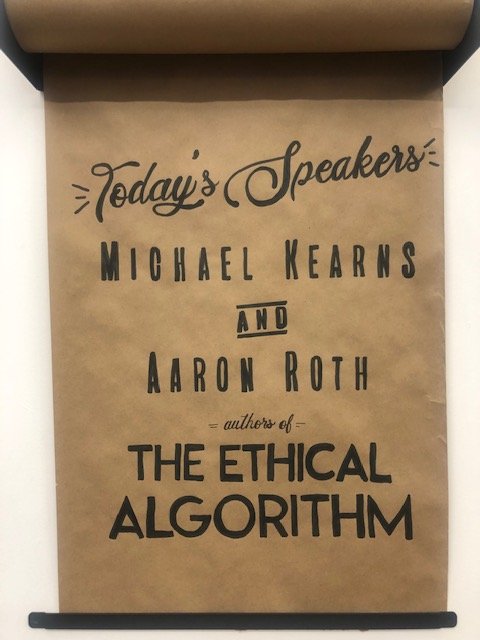 Today's Speakers
MICHAEL KEARNS
AND
AARON ROTH
authors of
THE ETHICAL
ALGORITHM